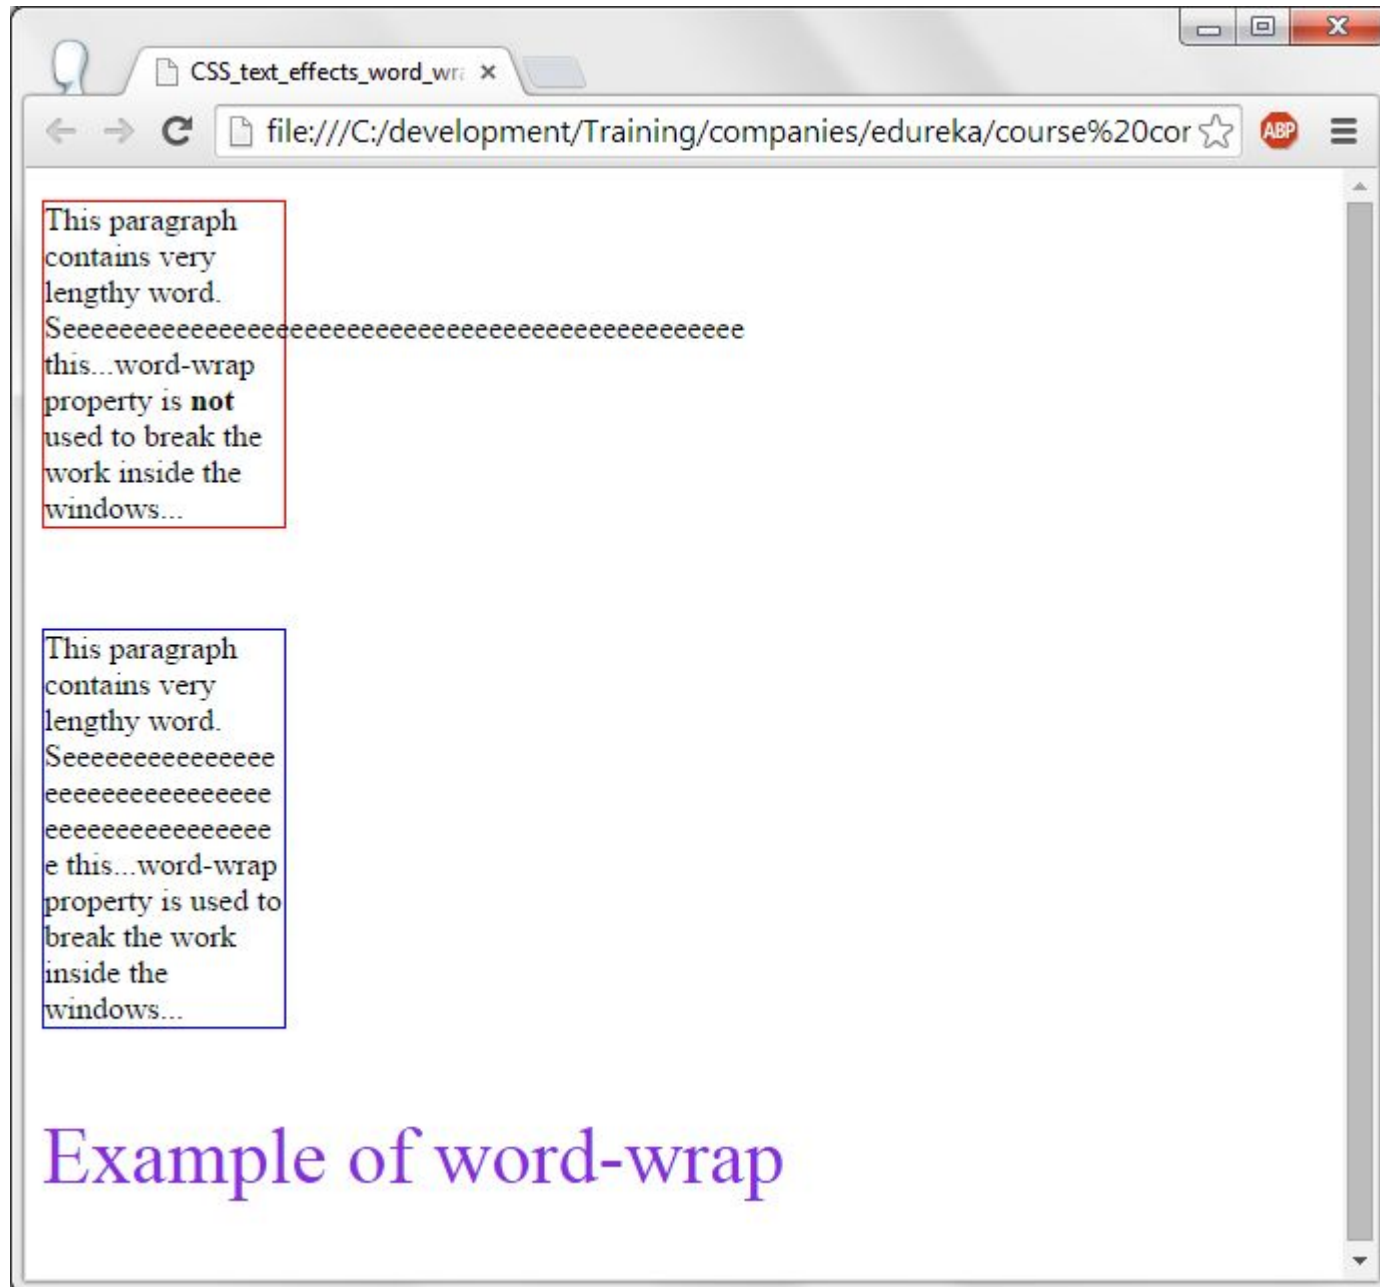 CSS_text_effects_word_wra
file:///C:/development/Training/companies/edureka/course%20cor
ABP
This paragraph
contains very
lengthy word.
Seeeeeeeeeeeeeeeeeeeeeeeeeeeeeeeeeeeeeeeeeeeeeeee
this...word-wrap
property is not
used to break the
work inside the
windows...
This paragraph
contains very
lengthy word.
Seeeeeeeeeeeeeee
eeeeeeeeeeeeeeee
eeeeeeeeeeeeeeee
e this...word-wrap
property is used to
break the work
inside the
windows...
Example of word-wrap